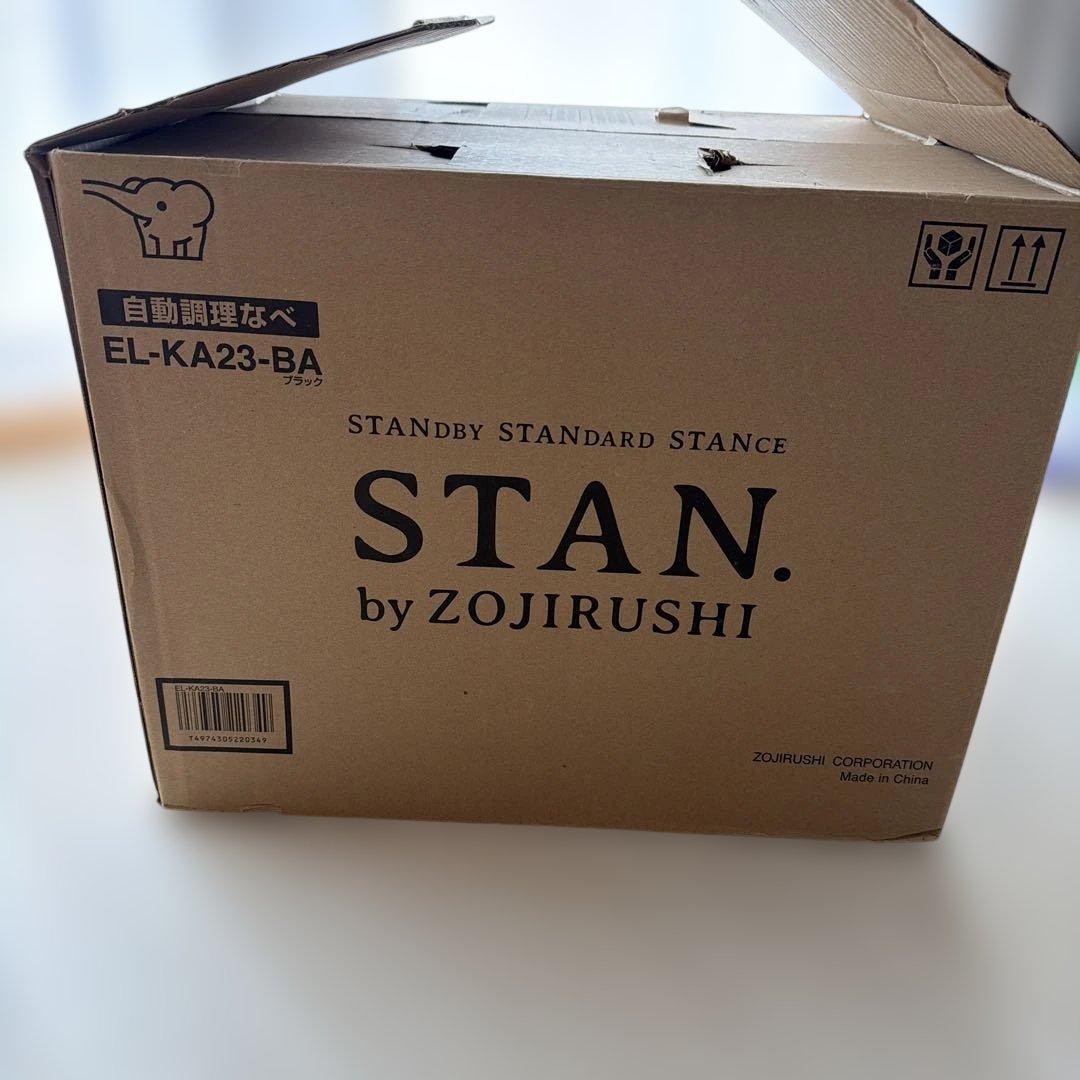 自動調理なべ
EL-KA23-BA
ブラック
STANDBY STANDARD STANCE
STAN.
by ZOJIRUSHI
EL-KA23-BA
T4974305220349
ZOJIRUSHI CORPORATION
Made in China